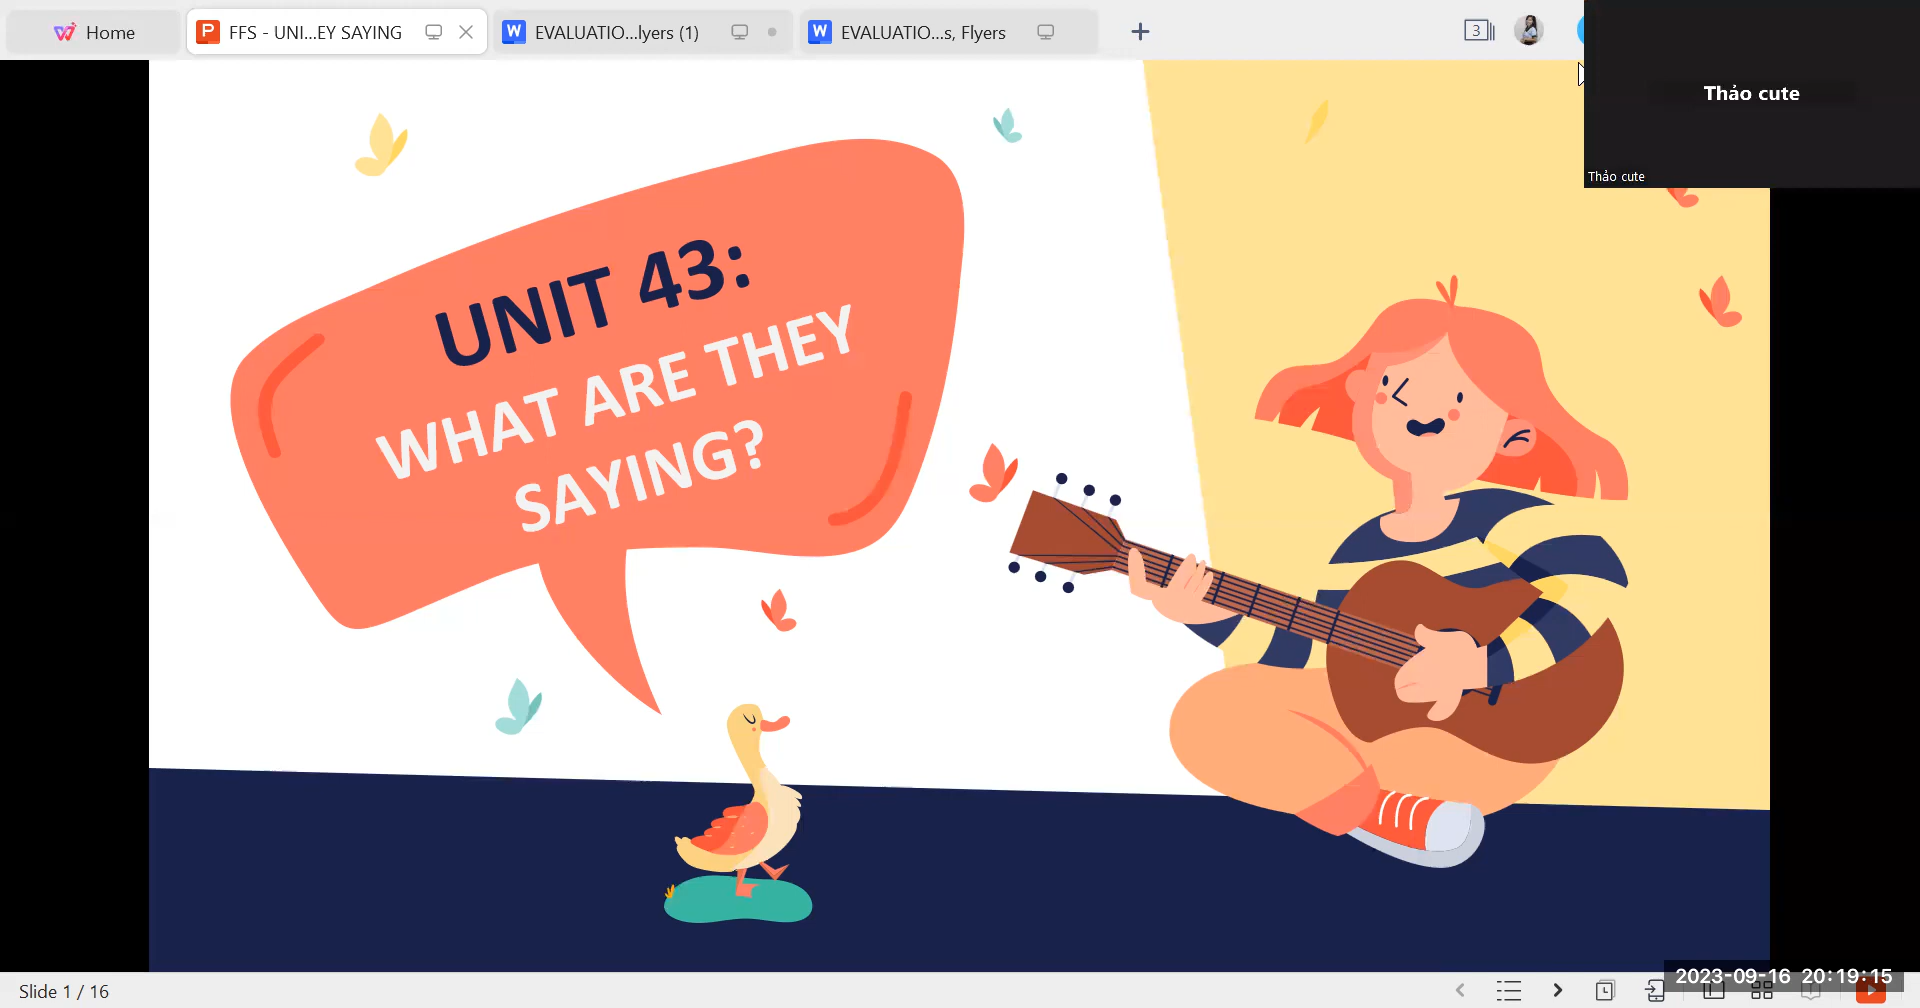 Home
FFS - UNI...EY SAYING
EVALUATIO...lyers (1)
EVALUATIO...s, Flyers
3
Thảo cute
Thảo cute
UNIT 43:
WHAT ARE THEY
SAYING?
Slide 1 / 16
2023-09-16 20:19:15